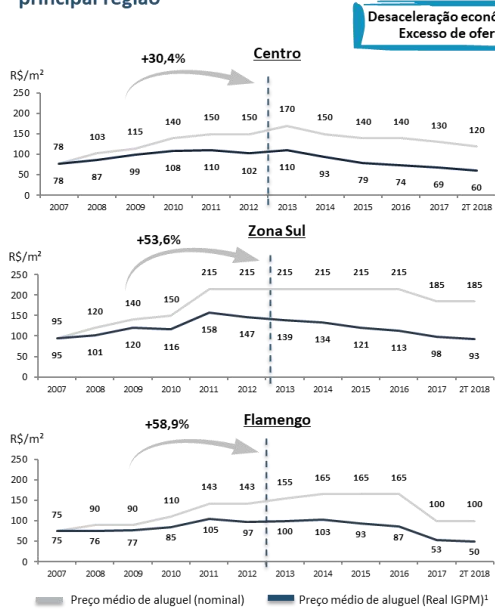 principal região
Desaceleração econô
Excesso de ofer
Centro
R$/m²
+30,4%
250
200
150
100
50
0
78 103 115 140 150 150 170 150 140 140 130 120
78 87 99 108 110 102 110 93 79 74 69 60
2007 2008 2009 2010 2011 2012 2013 2014 2015 2016 2017 2T 2018
Zona Sul
R$/m²
+53,6%
250
200
150
100
50
0
95 120 140 150 215 215 215 215 215 215 185 185
95 101 120 116 158 147 139 134 121 113 98 93
2007 2008 2009 2010 2011 2012 2013 2014 2015 2016 2017 2T 2018
Flamengo
R$/m²
+58,9%
250
200
150
100
50
0
75 90 90 110 143 143 155 165 165 165 100 100
75 76 77 85 105 97 100 103 93 87 53 50
2007 2008 2009 2010 2011 2012 2013 2014 2015 2016 2017 2T 2018
Preço médio de aluguel (nominal) Preço médio de aluguel (Real IGPM)¹